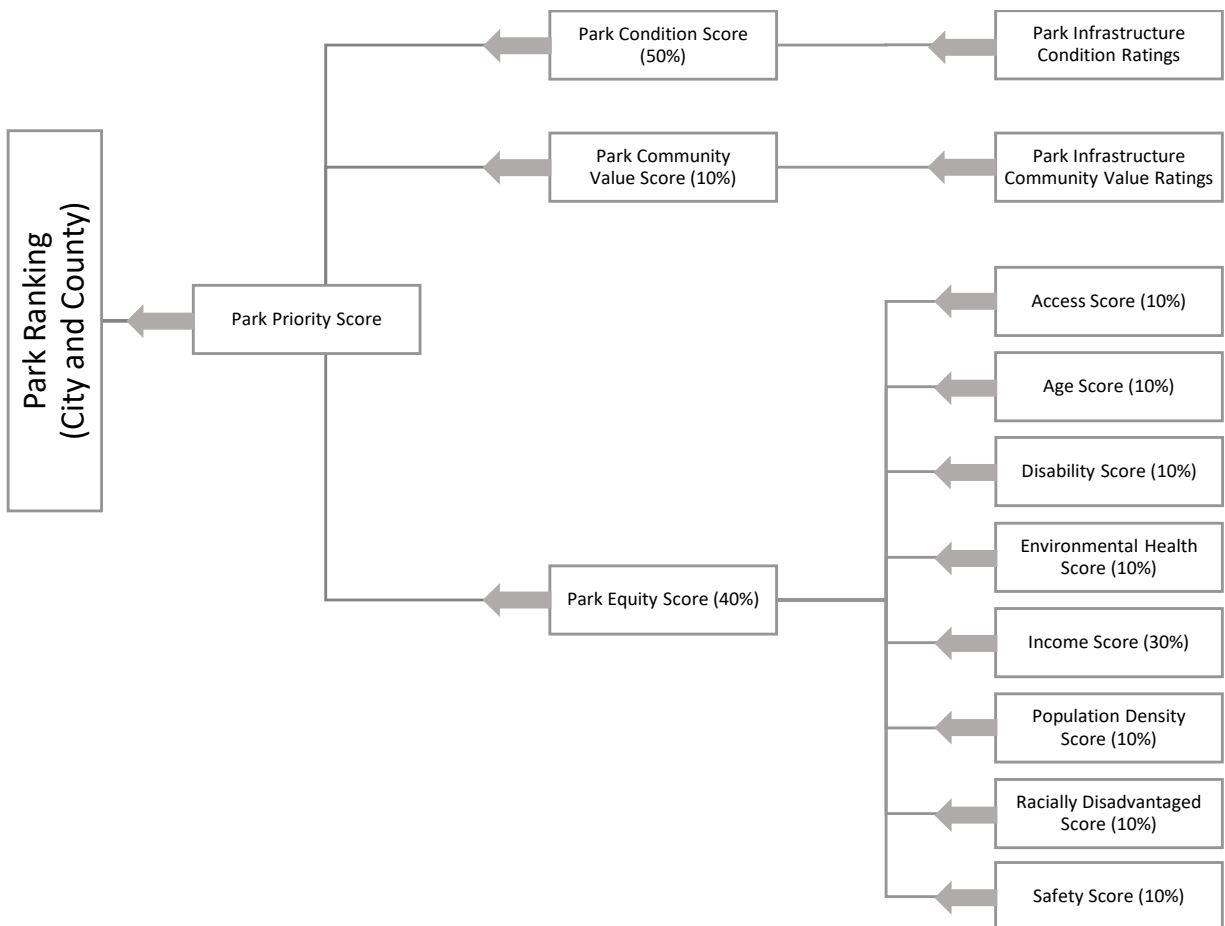 Park Ranking
(City and County)
Park Priority Score
Park Condition Score
(50%)
Park Infrastructure
Condition Ratings
Park Community
Value Score (10%)
Park Infrastructure
Community Value Ratings
Park Equity Score (40%)
Access Score (10%)
Age Score (10%)
Disability Score (10%)
Environmental Health
Score (10%)
Income Score (30%)
Population Density
Score (10%)
Racially Disadvantaged
Score (10%)
Safety Score (10%)